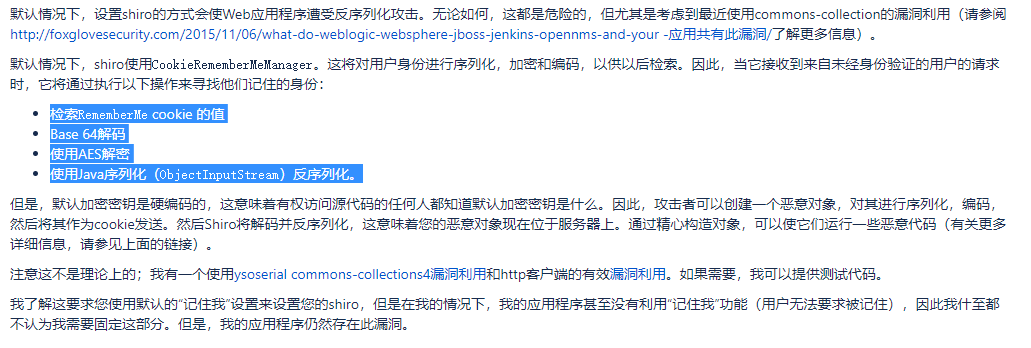 默认情况下，设置shiro的方式会使Web应用程序遭受反序列化攻击。无论如何，这都是危险的，但尤其是考虑到最近使用commons-collection的漏洞利用（请参阅
http://foxglovesecurity.com/2015/11/06/what-do-weblogic-websphere-jboss-jenkins-opennms-and-your -应用共有此漏洞/了解更多信息）。
默认情况下，shiro使用CookieRememberMeManager。这将对用户身份进行序列化，加密和编码，以供以后检索。因此，当它接收到来自未经身份验证的用户的请求
时，它将通过执行以下操作来寻找他们记住的身份：
• 检索RememberMe cookie 的值
• Base 64解码
• 使用AES解密
• 使用Java序列化（ObjectInputStream）反序列化。
但是，默认加密密钥是硬编码的，这意味着有权访问源代码的任何人都知道默认加密密钥是什么。因此，攻击者可以创建一个恶意对象，对其进行序列化，编码，
然后将其作为cookie发送。然后Shiro将解码并反序列化，这意味着您的恶意对象现在位于服务器上。通过精心构造对象，可以使它们运行一些恶意代码（有关更多
详细信息，请参见上面的链接）。
注意这不是理论上的；我有一个使用ysoserial commons-collections4漏洞利用和http客户端的有效漏洞利用。如果需要，我可以提供测试代码。
我了解这要求您使用默认的“记住我”设置来设置您的shiro，但是在我的情况下，我的应用程序甚至没有利用“记住我”功能（用户无法要求被记住），因此我什至都
不认为我需要固定这部分。但是，我的应用程序仍然存在此漏洞。